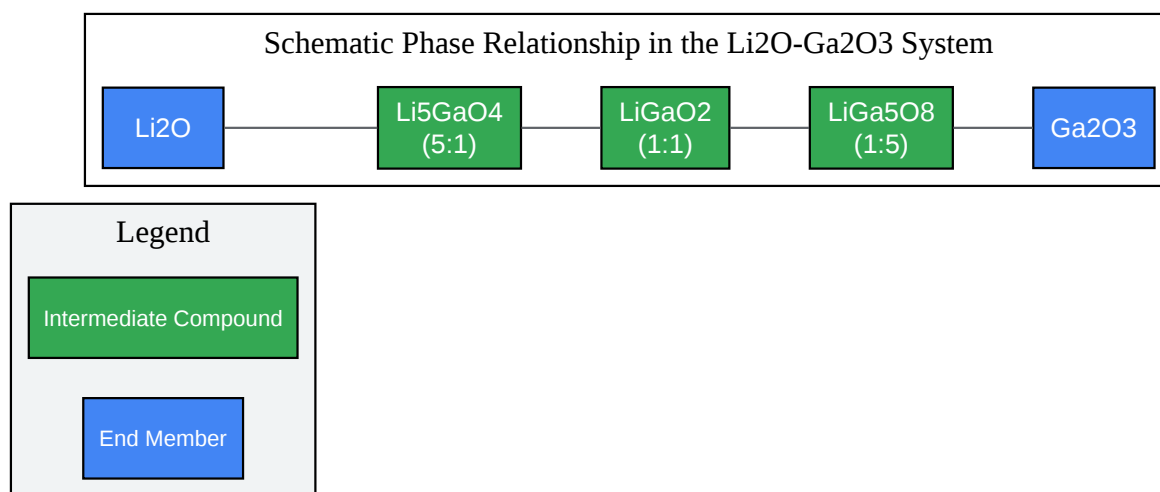 Schematic Phase Relationship in the Li2O-Ga2O3 System
Li2O
Li5GaO4
(5:1)
LiGaO2
(1:1)
LiGa5O8
(1:5)
Ga2O3
Legend
Intermediate Compound
End Member